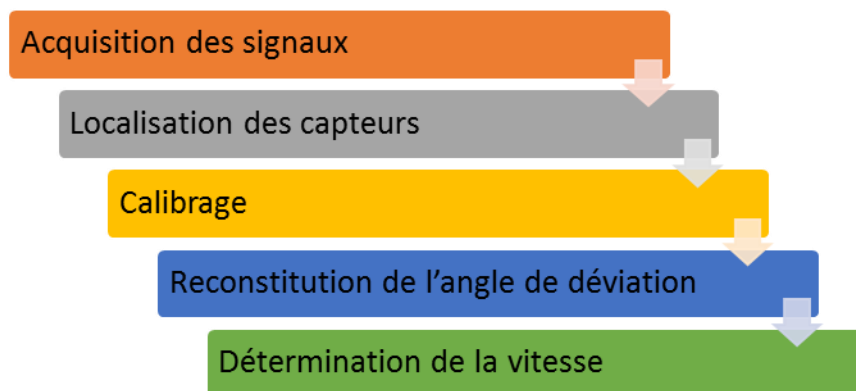 Acquisition des signaux
Localisation des capteurs
Calibrage
Reconstitution de l’angle de déviation
Détermination de la vitesse